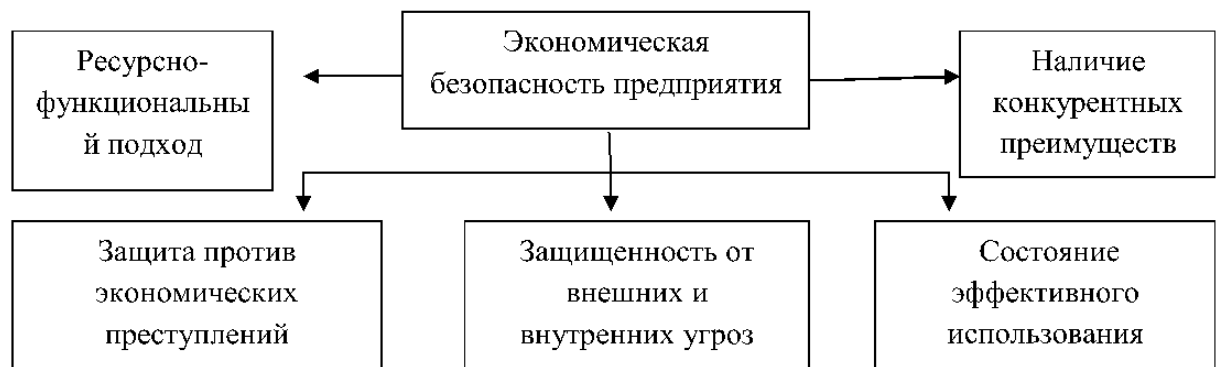 Экономическая
безопасность предприятия
Ресурсно-
функциональны
й подход
Наличие
конкурентных
преимуществ
Защита против
экономических
преступлений
Защищенность от
внешних и
внутренних угроз
Состояние
эффективного
использования